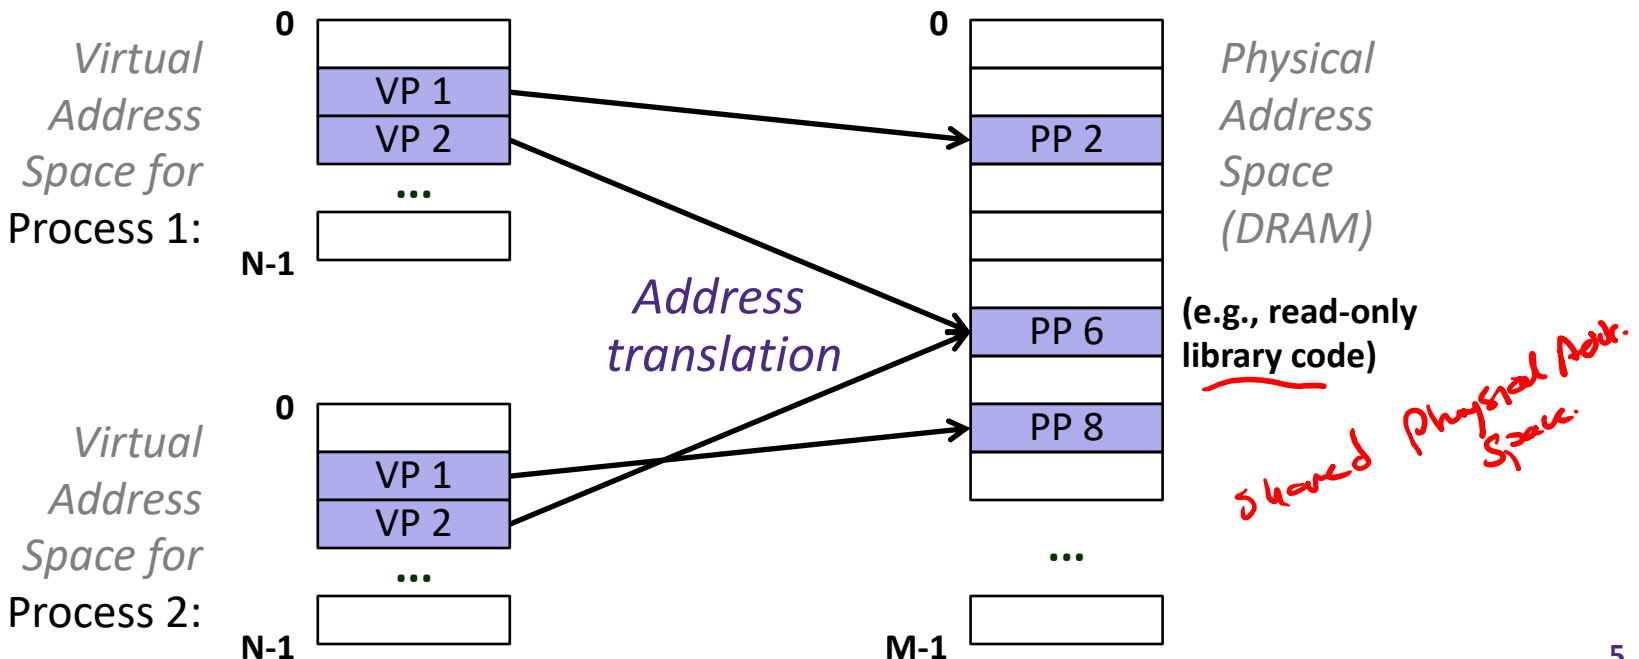 Virtual
Address
Space for
Process 1:
0
VP 1
VP 2
...
N-1
Address
translation
0
PP 2
PP 6
PP 8
...
M-1
Physical
Address
Space
(DRAM)
(e.g., read-only
library code)
shared Physical Addr.
Space.
Virtual
Address
Space for
Process 2:
0
VP 1
VP 2
...
N-1
5